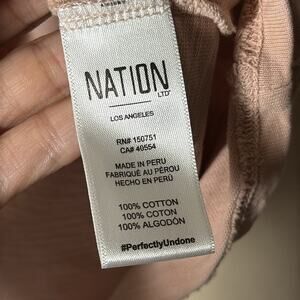 NATION
LTD
LOS ANGELES
RN# 150751
CA# 40554
MADE IN PERU
FABRIQUÉ AU PÉROU
HECHO EN PERÚ
100% COTTON
100% COTON
100% ALGODÓN
#PerfectlyUndone